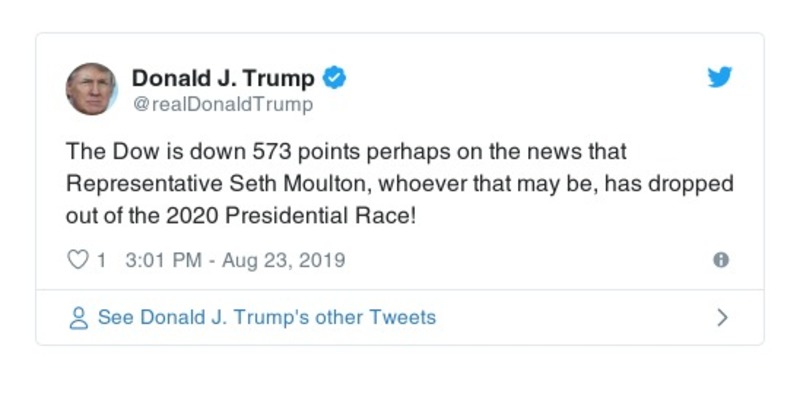 Donald J. Trump
@realDonaldTrump
The Dow is down 573 points perhaps on the news that
Representative Seth Moulton, whoever that may be, has dropped
out of the 2020 Presidential Race!
1 3:01 PM - Aug 23, 2019
See Donald J. Trump's other Tweets